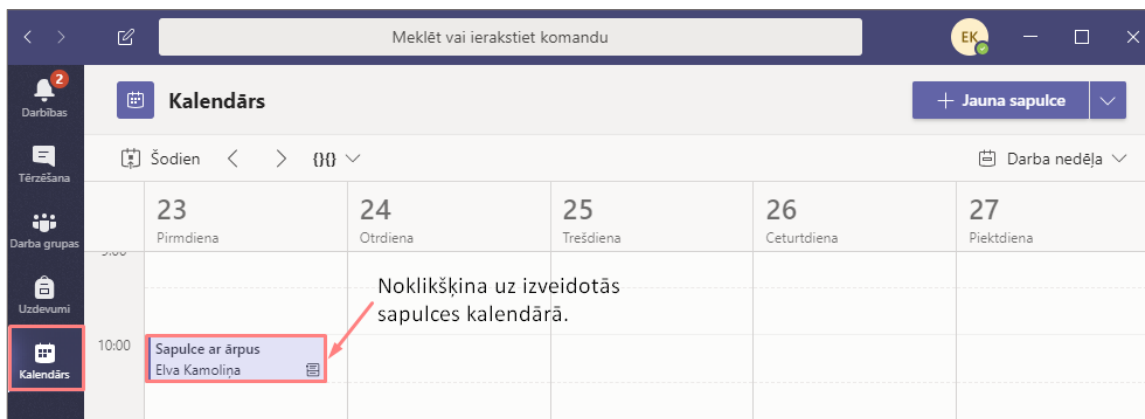 Meklēt vai ierakstiet komandu
EK
2
Darbības
Kalendārs
+ Jauna sapulce
Tērzēšana
Šodien
{}{}
Darba nedēļa
Darba grupas
23
24
25
26
27
Pirmdiena
Otrdiena
Trešdiena
Ceturtdiena
Piektdiena
Uzdevumi
Noklikšķina uz izveidotās
sapulces kalendārā.
Kalendārs
10:00
Sapulce ar ārpus
Elva Kamoliņa